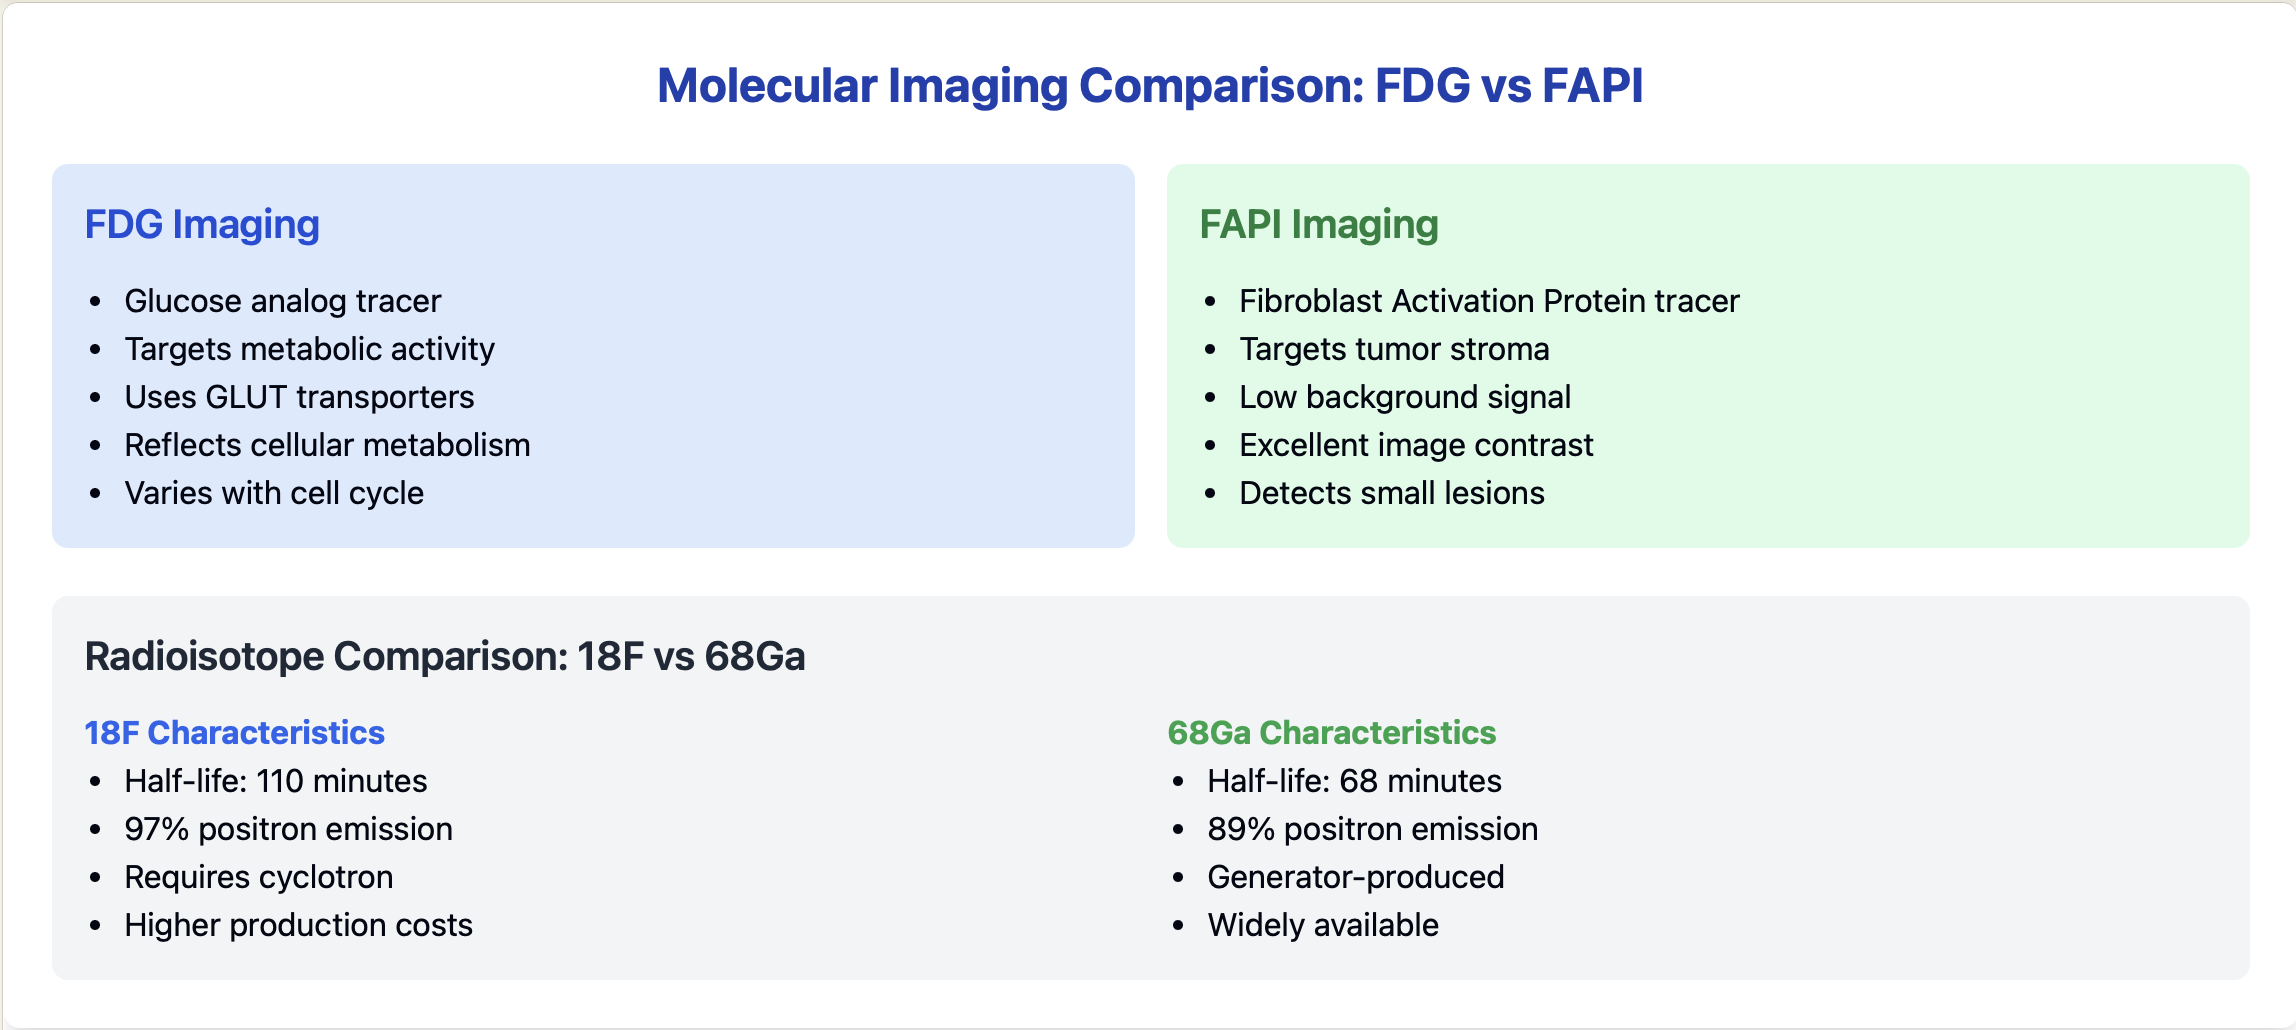 Molecular Imaging Comparison: FDG vs FAPI
FDG Imaging
• Glucose analog tracer
• Targets metabolic activity
• Uses GLUT transporters
• Reflects cellular metabolism
• Varies with cell cycle
FAPI Imaging
• Fibroblast Activation Protein tracer
• Targets tumor stroma
• Low background signal
• Excellent image contrast
• Detects small lesions
Radioisotope Comparison: 18F vs 68Ga
18F Characteristics
• Half-life: 110 minutes
• 97% positron emission
• Requires cyclotron
• Higher production costs
68Ga Characteristics
• Half-life: 68 minutes
• 89% positron emission
• Generator-produced
• Widely available